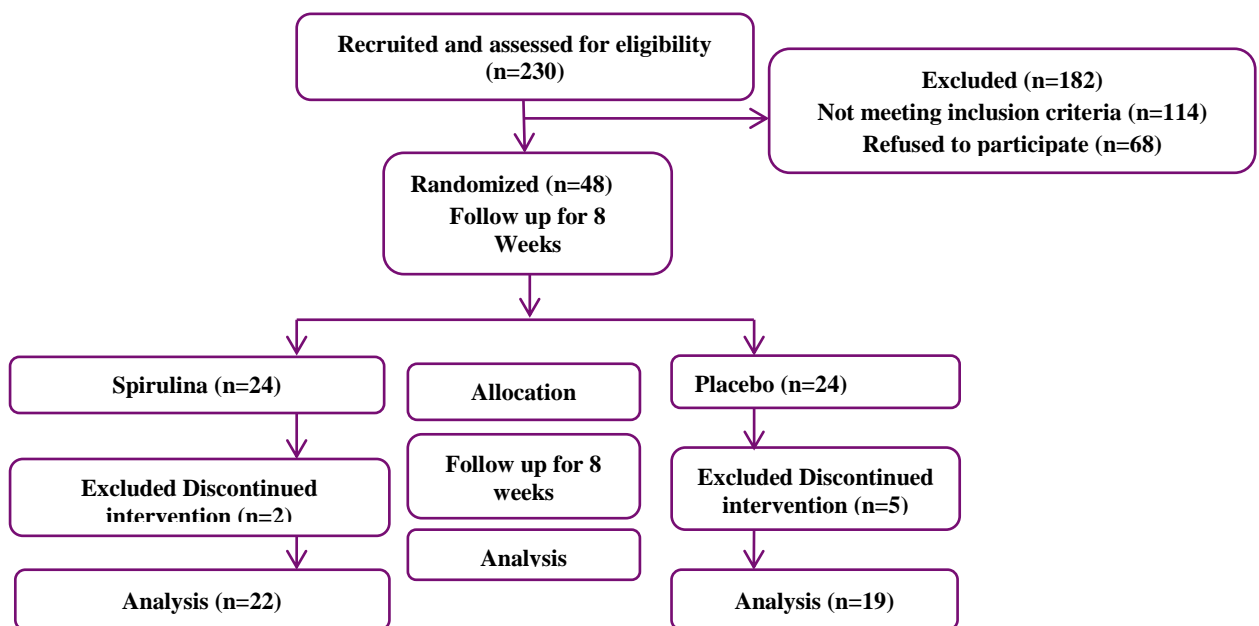 Recruited and assessed for eligibility
(n=230)
Excluded (n=182)
Not meeting inclusion criteria (n=114)
Refused to participate (n=68)
Randomized (n=48)
Follow up for 8
Weeks
Spirulina (n=24)
Allocation
Placebo (n=24)
Excluded Discontinued
intervention (n=2)
Follow up for 8
weeks
Excluded Discontinued
intervention (n=5)
Analysis
Analysis (n=22)
Analysis (n=19)